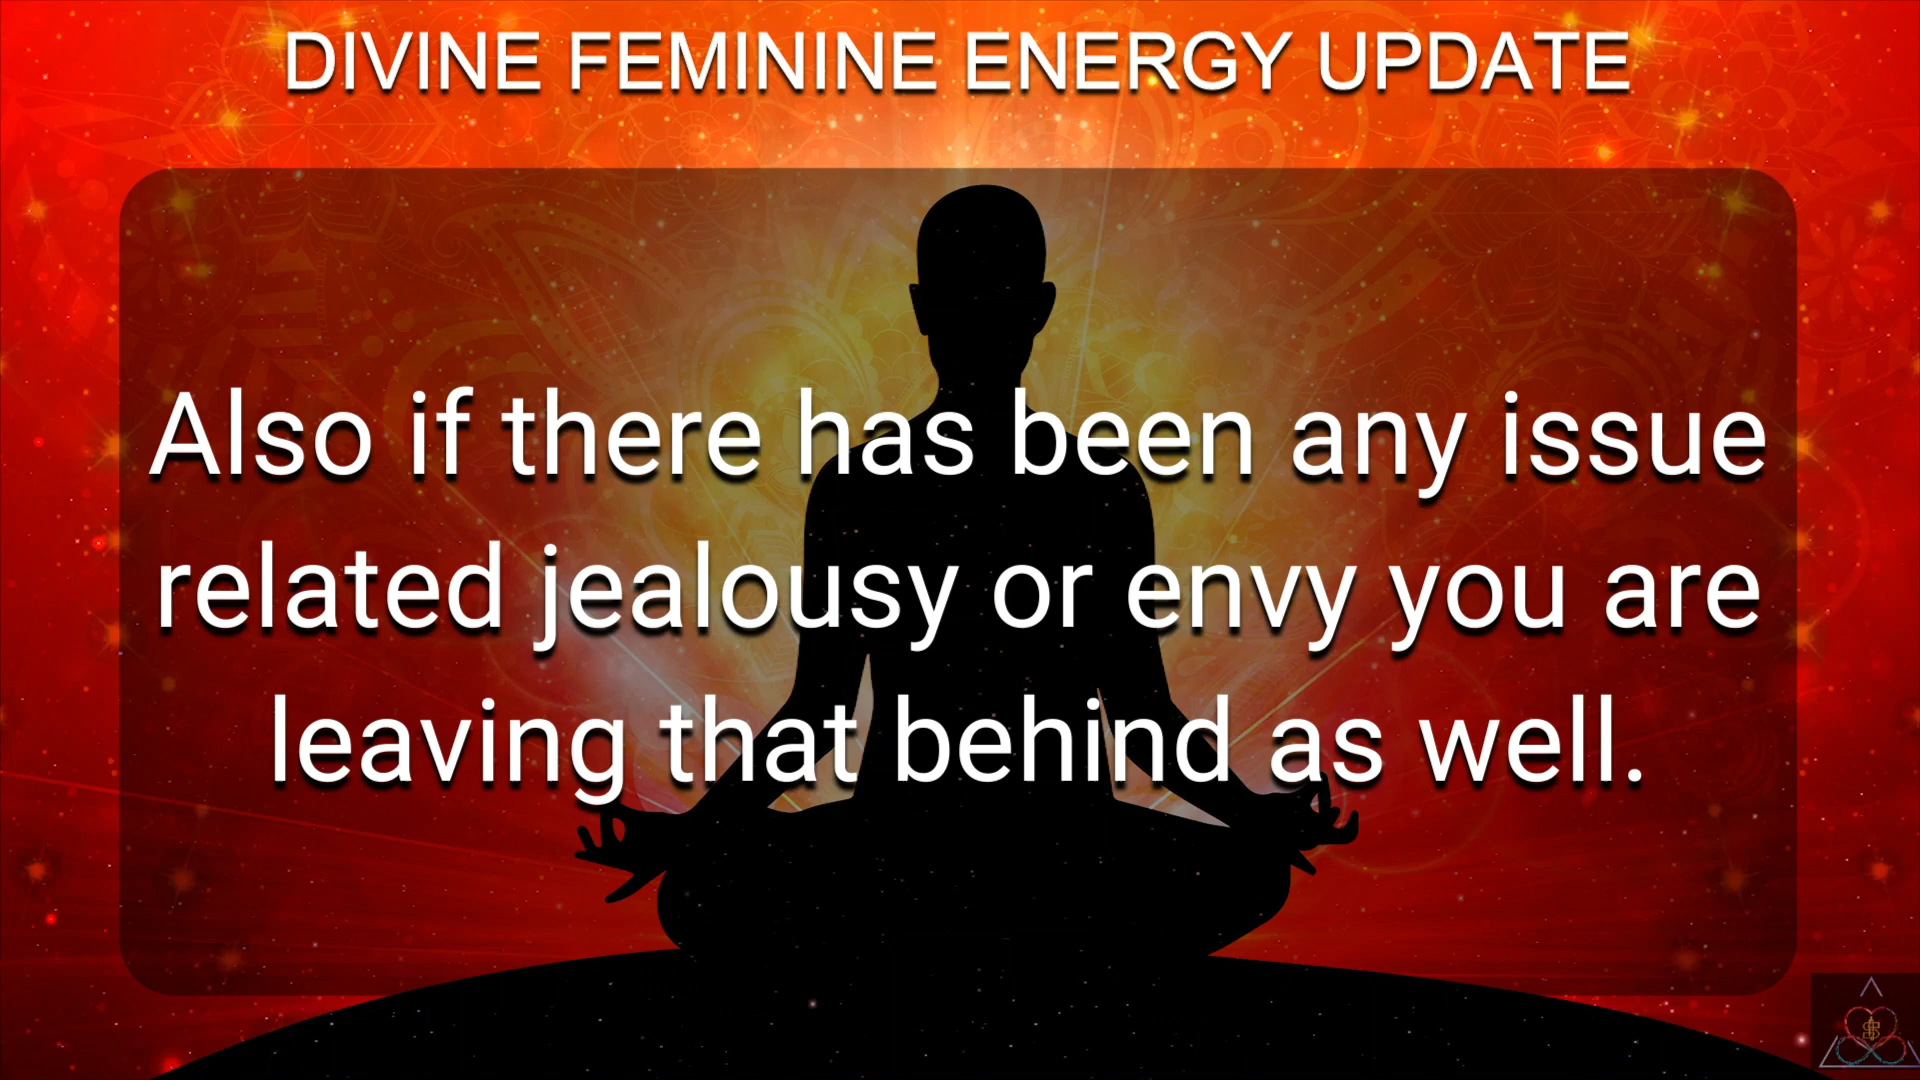 DIVINE FEMININE ENERGY UPDATE
Also if there has been any issue
related jealousy or envy you are
leaving that behind as well.